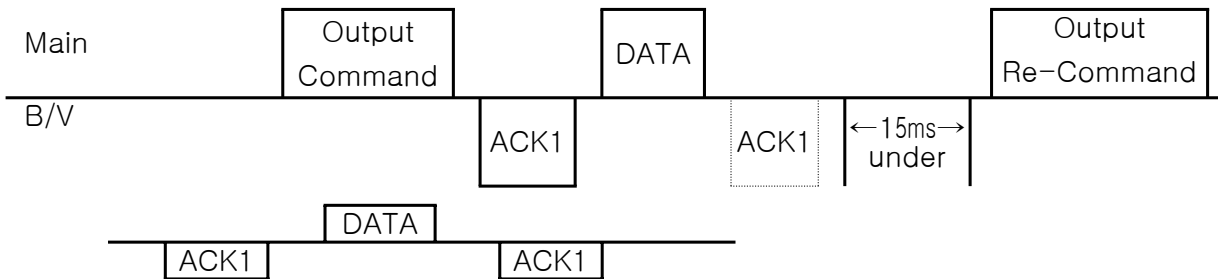 Main
Output
Command
DATA
Output
Re-Command
B/V
ACK1
ACK1
←15ms→
under
DATA
ACK1
ACK1